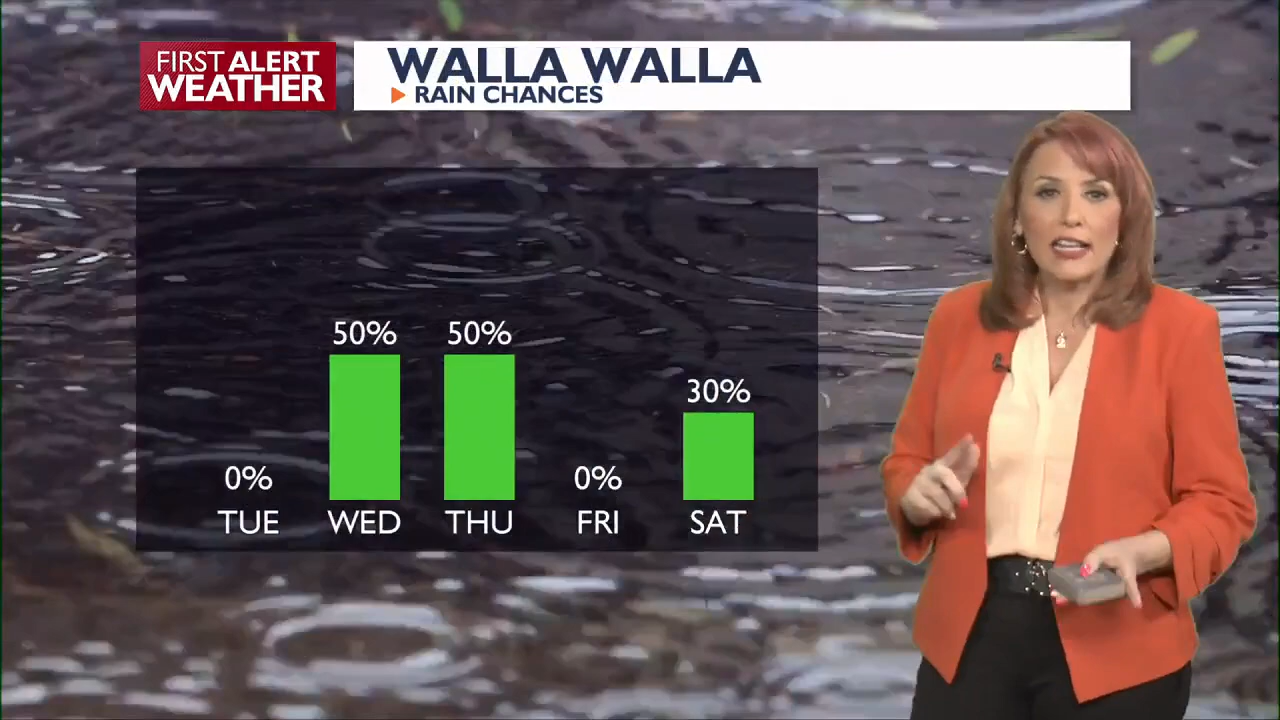 FIRST ALERT
WEATHER
WALLA WALLA
RAIN CHANCES
50% 50%
30%
0% 0%
TUE WED THU FRI SAT